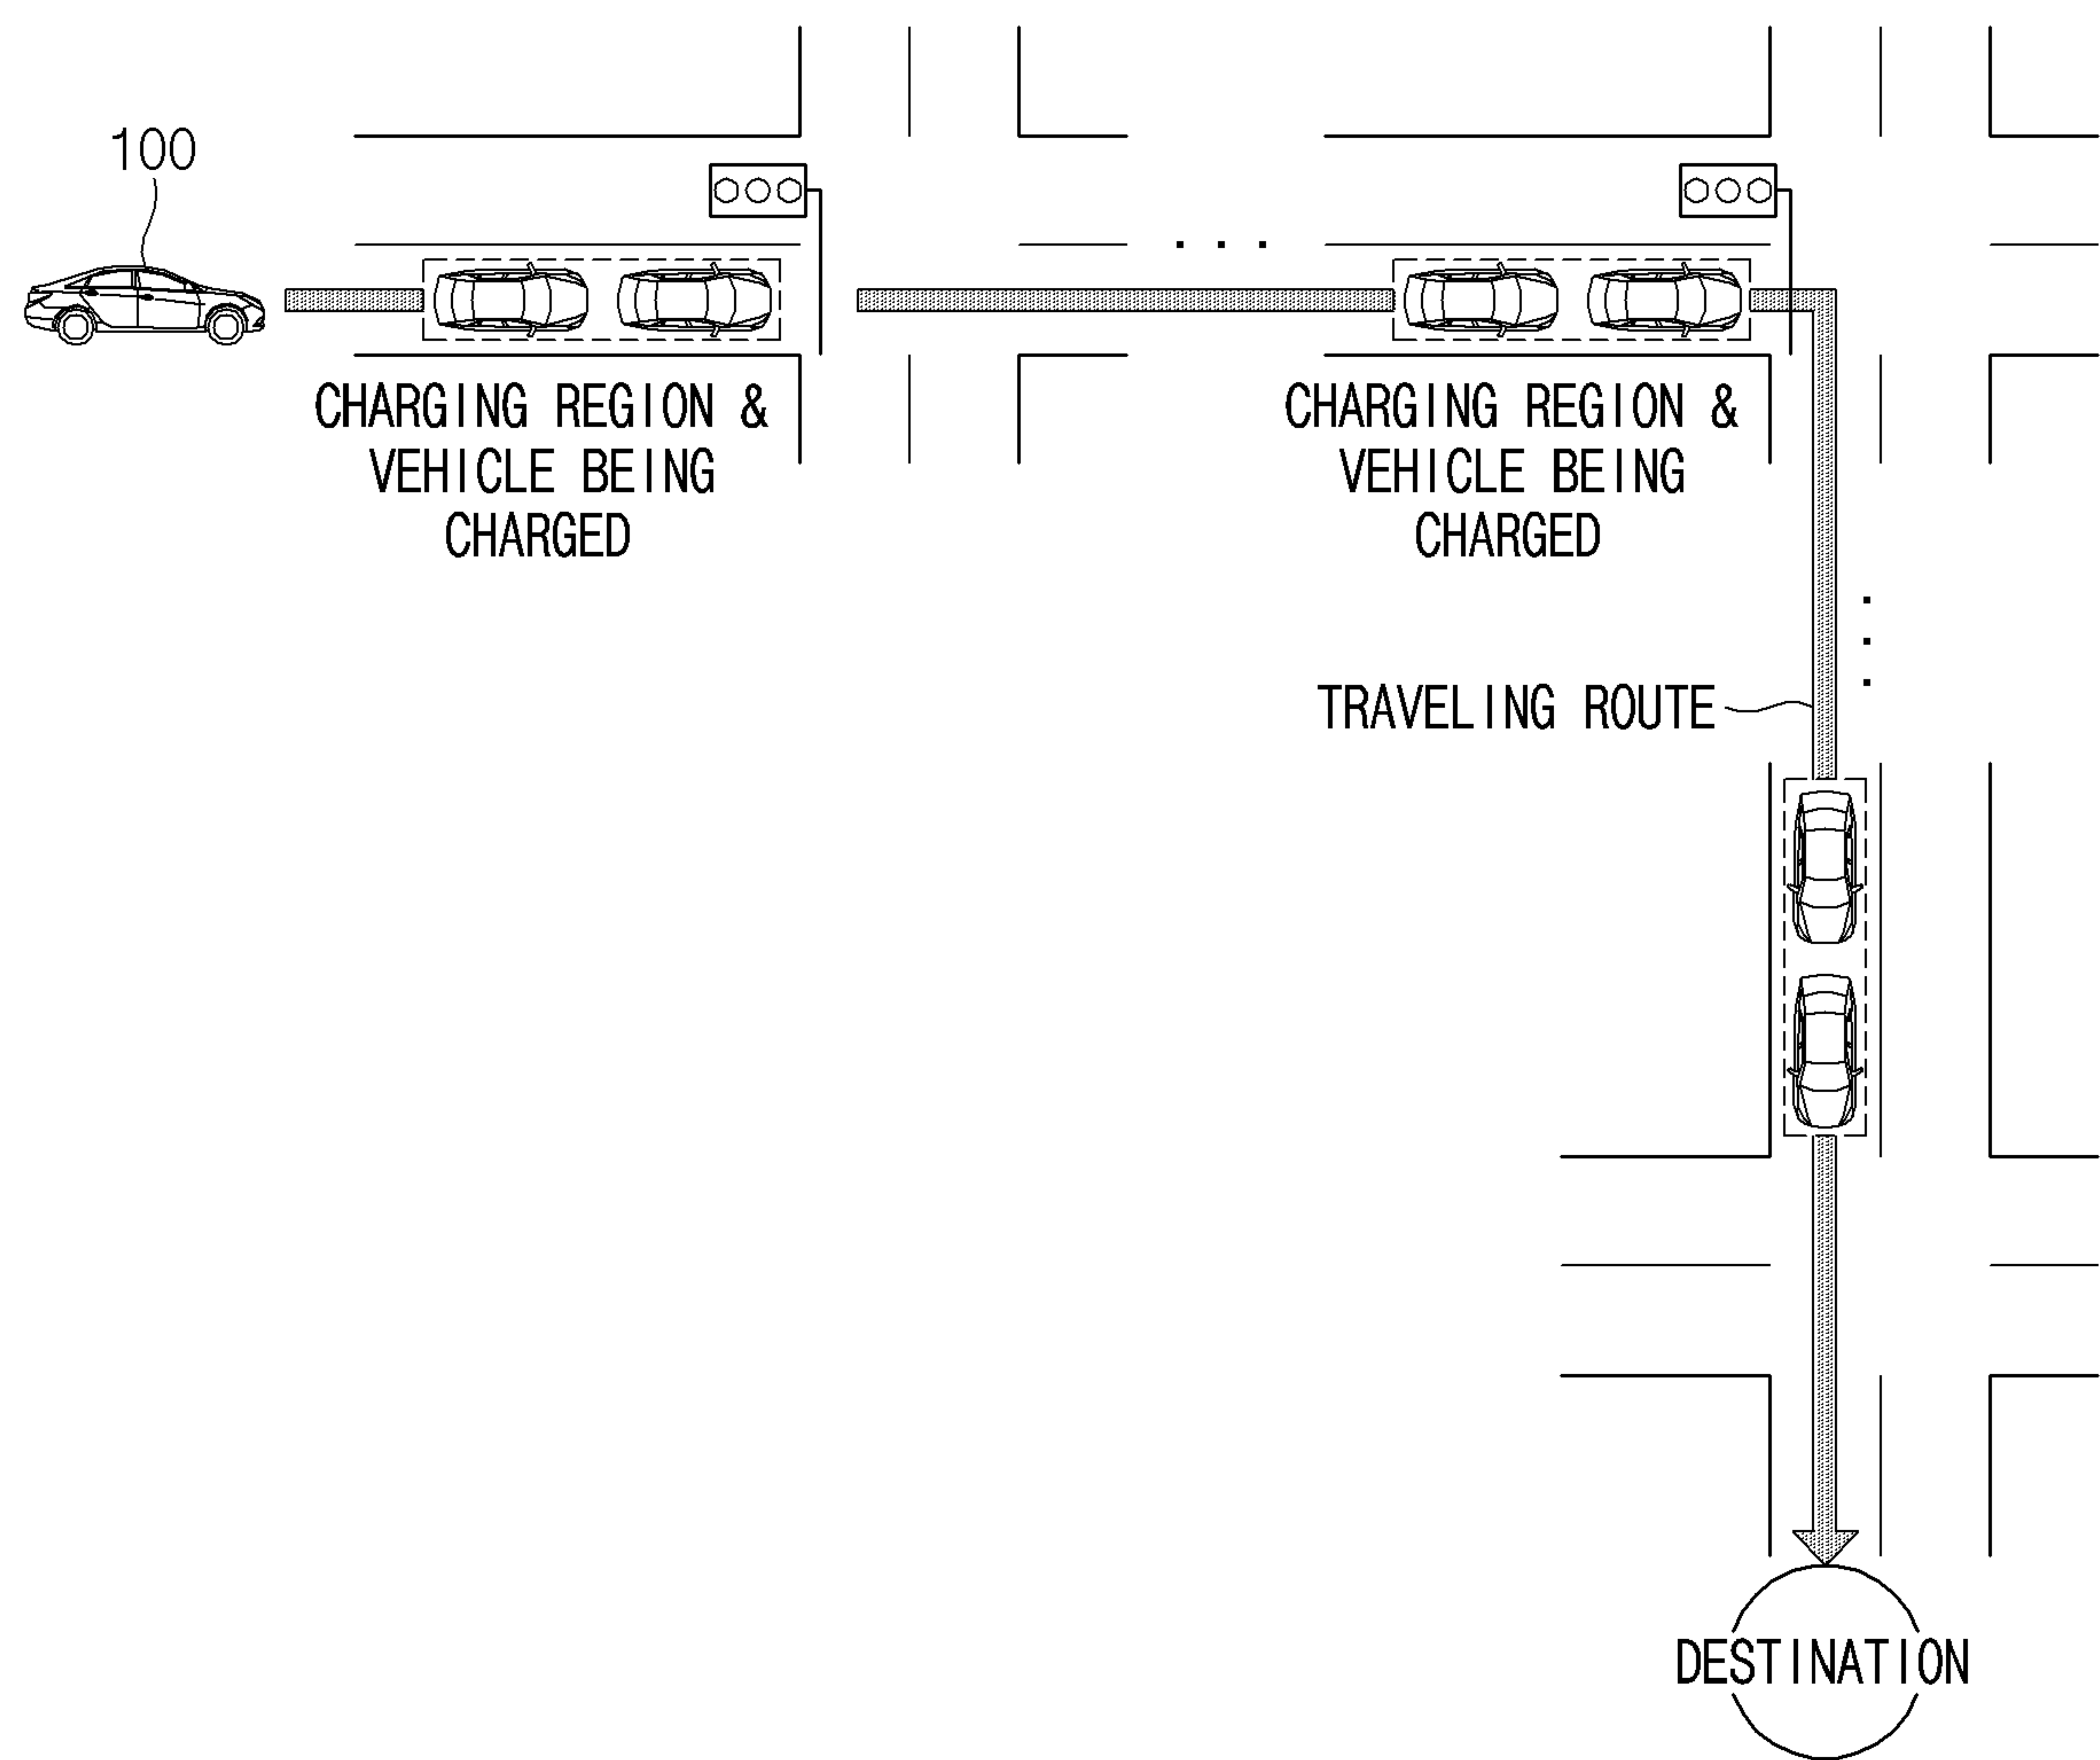 100
CHARGING REGION &
VEHICLE BEING
CHARGED
CHARGING REGION &
VEHICLE BEING
CHARGED
TRAVELING ROUTE
DESTINATION